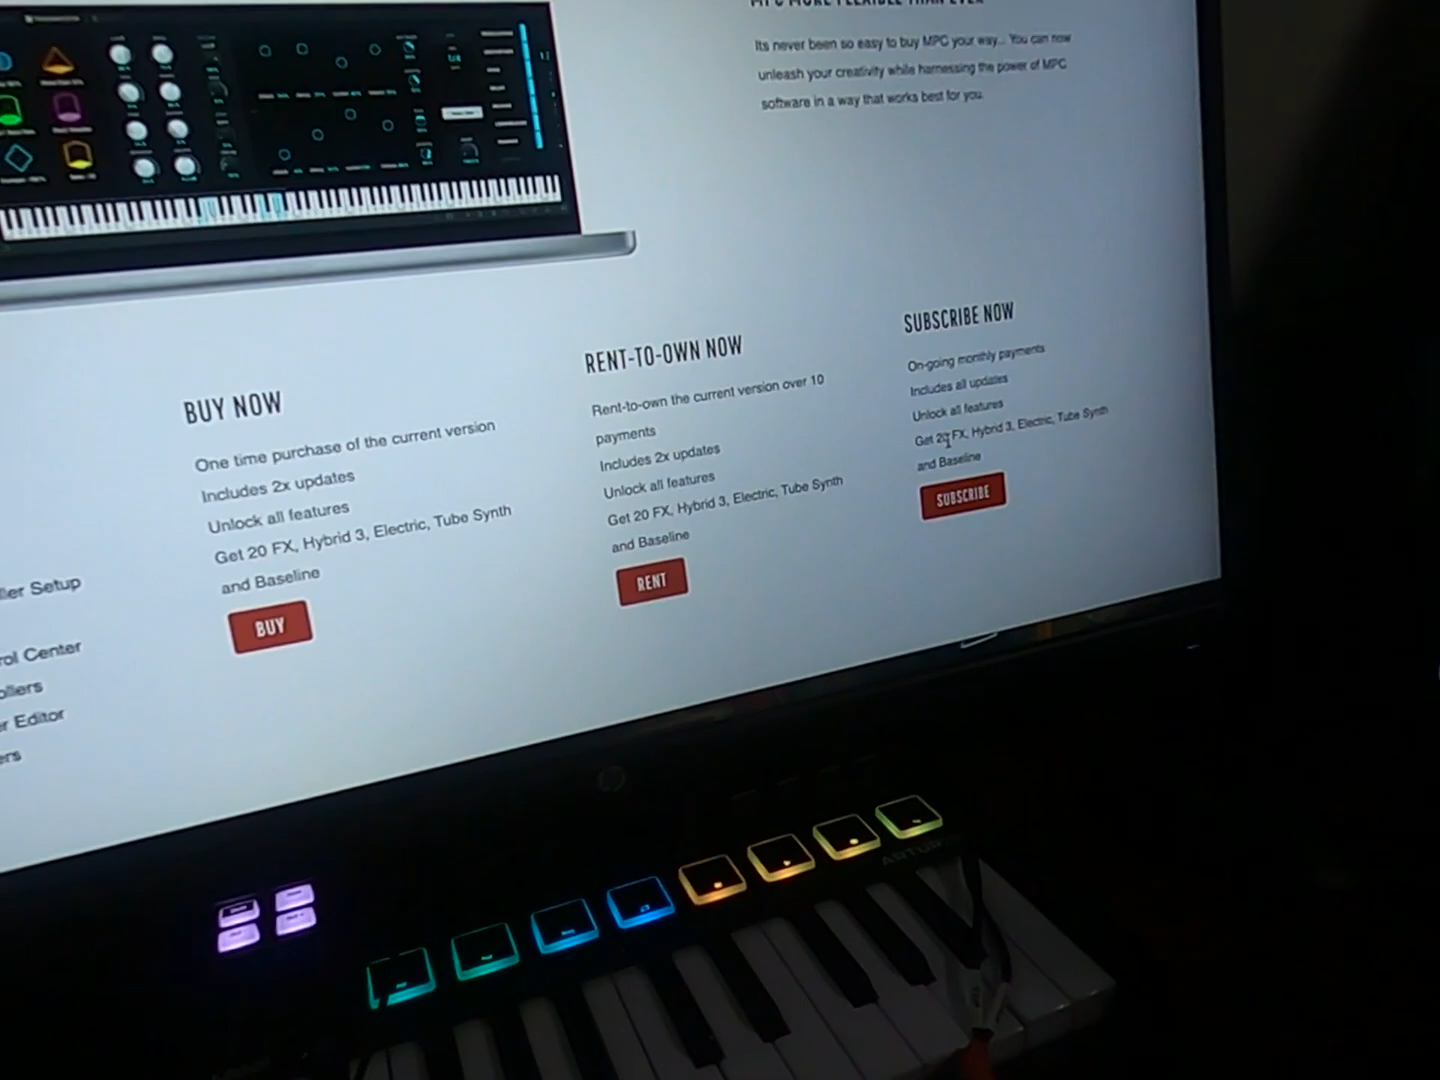 MPC MORE FLEXIBLE THAN EVER
Its never been so easy to buy MPC your way... You can now
unleash your creativity while harnessing the power of MPC
software in a way that works best for you.
BUY NOW
One time purchase of the current version
Includes 2x updates
Unlock all features
Get 20 FX, Hybrid 3, Electric, Tube Synth
and Baseline
BUY
RENT-TO-OWN NOW
Rent-to-own the current version over 10
payments
Includes 2x updates
Unlock all features
Get 20 FX, Hybrid 3, Electric, Tube Synth
and Baseline
RENT
SUBSCRIBE NOW
On-going monthly payments
Includes all updates
Unlock all features
Get 20 FX, Hybrid 3, Electric, Tube Synth
and Baseline
SUBSCRIBE
ller Setup
rol Center
ollers
r Editor
ers